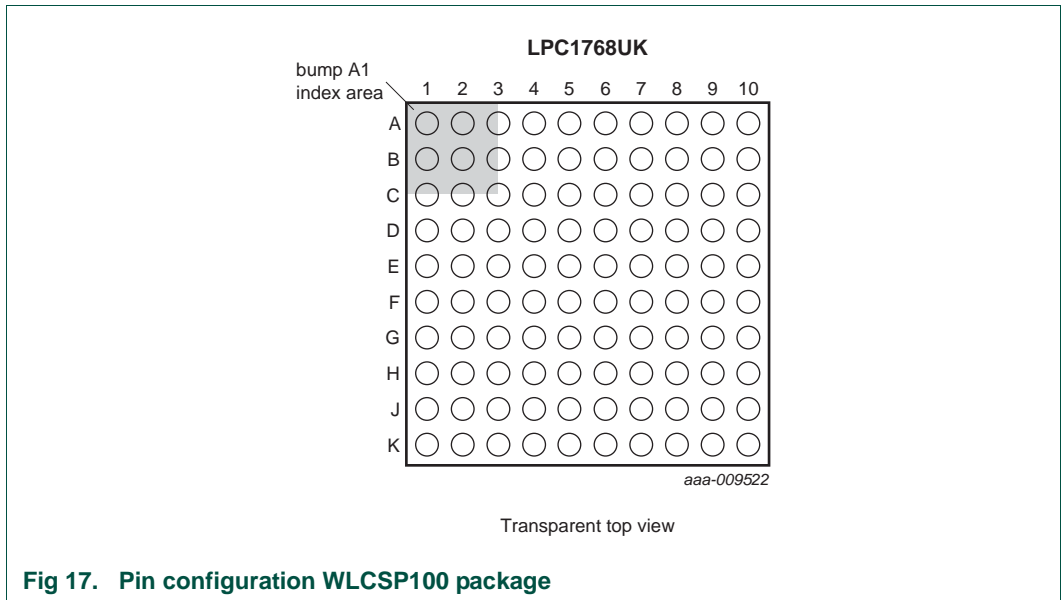 LPC1768UK
bump A1
index area
1 2 3 4 5 6 7 8 9 10
A
B
C
D
E
F
G
H
J
K
aaa-009522
Transparent top view
Fig 17. Pin configuration WLCSP100 package